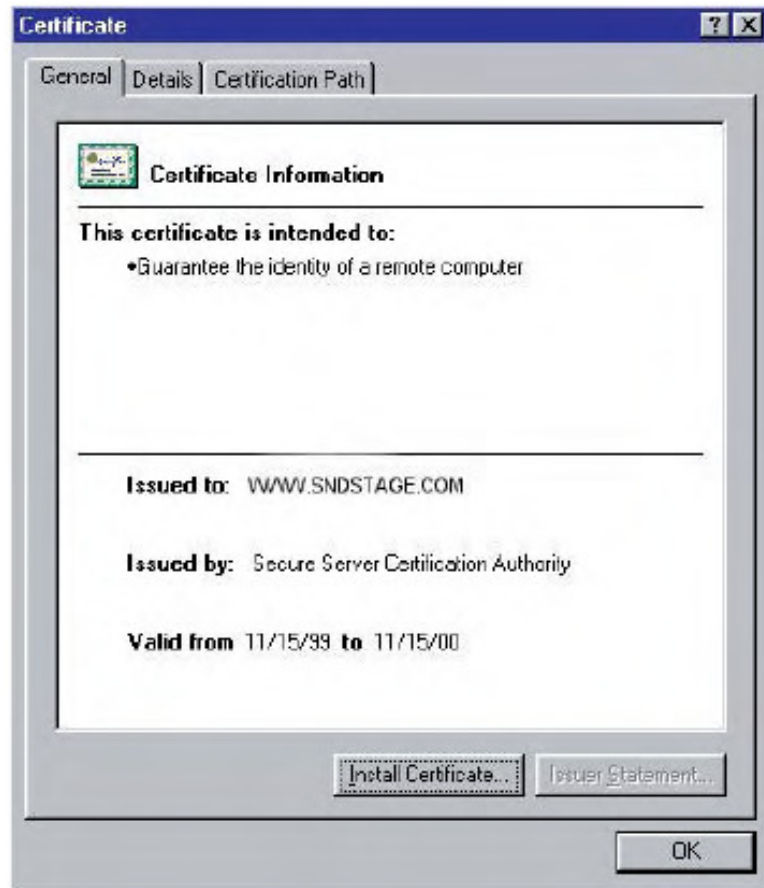 Certificate
General Details Certification Path
Certificate Information
This certificate is intended to:
•Guarantee the identity of a remote computer
Issued to: WWW.SNDSTAGE.COM
Issued by: Secure Server Certification Authority
Valid from 11/15/99 to 11/15/00
Install Certificate... Issuer Statement...
OK